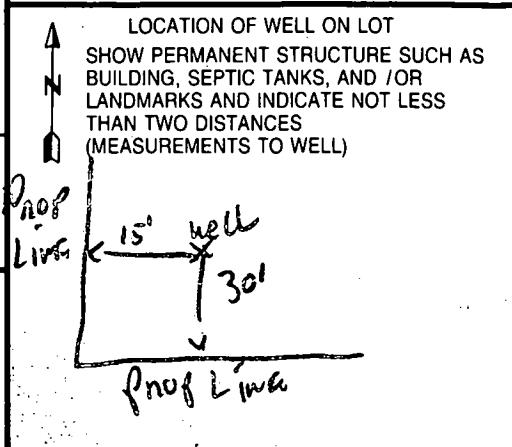 LOCATION OF WELL ON LOT
SHOW PERMANENT STRUCTURE SUCH AS
N BUILDING, SEPTIC TANKS, AND /OR
LANDMARKS AND INDICATE NOT LESS
THAN TWO DISTANCES
(MEASUREMENTS TO WELL)
Prop
Line
15' well
30'
Prop Line